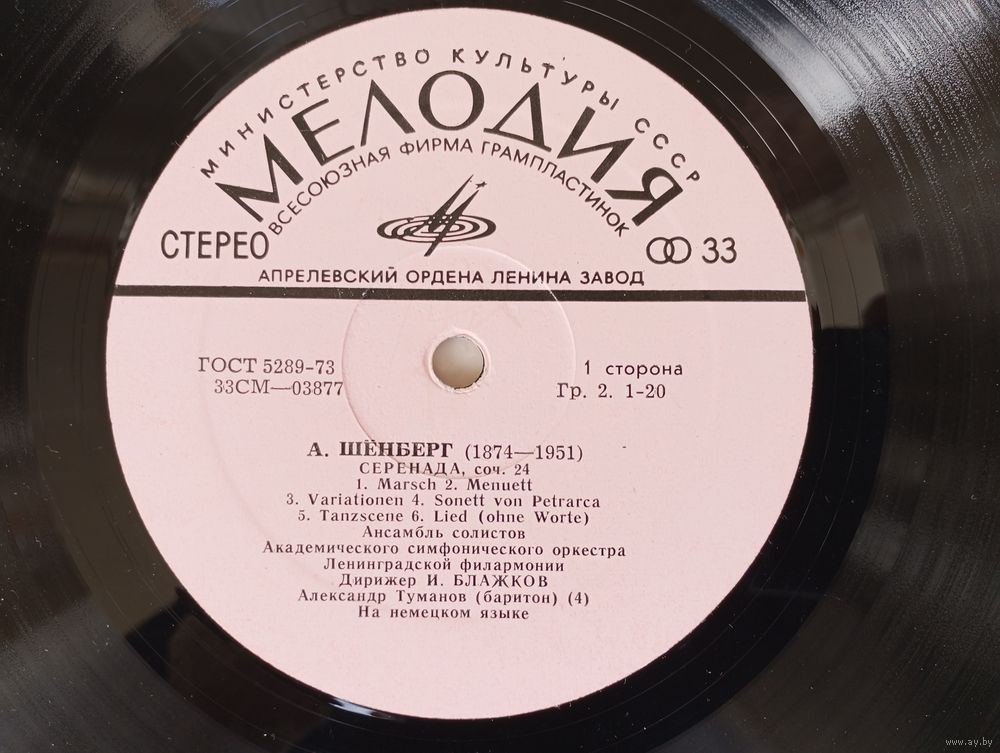 МИНИСТЕРСТВО КУЛЬТУРЫ СССР
МЕЛОДИЯ
ВСЕСОЮЗНАЯ ФИРМА ГРАМПЛАСТИНОК
СТЕРЕО
33
АПРЕЛЕВСКИЙ ОРДЕНА ЛЕНИНА ЗАВОД
ГОСТ 5289-73
33СМ—03877
1 сторона
Гр. 2. 1-20
А. ШЁНБЕРГ (1874—1951)
СЕРЕНАДА, соч. 24
1. Marsch 2. Menuett
3. Variationen 4. Sonett von Petrarca
5. Tanzscene 6. Lied (ohne Worte)
Ансамбль солистов
Академического симфонического оркестра
Ленинградской филармонии
Дирижер И. БЛАЖКОВ
Александр Туманов (баритон) (4)
На немецком языке
www.ay.by